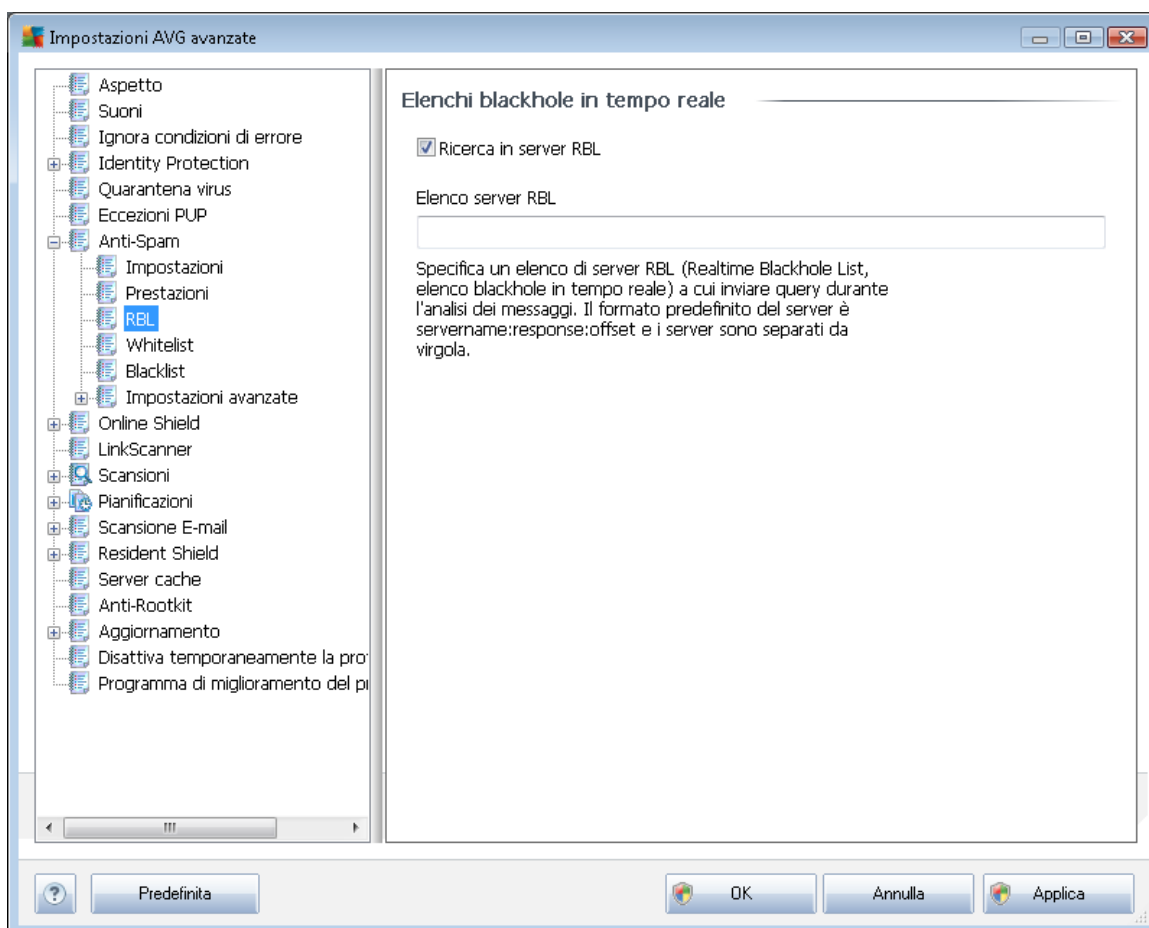 Impostazioni AVG avanzate
Aspetto
Suoni
Ignora condizioni di errore
Identity Protection
Quarantena virus
Eccezioni PUP
Anti-Spam
Impostazioni
Prestazioni
RBL
Whitelist
Blacklist
Impostazioni avanzate
Online Shield
LinkScanner
Scansioni
Pianificazioni
Scansione E-mail
Resident Shield
Server cache
Anti-Rootkit
Aggiornamento
Disattiva temporaneamente la pro
Programma di miglioramento del p
Elenchi blackhole in tempo reale
Ricerca in server RBL
Elenco server RBL
Specifica un elenco di server RBL (Realtime Blackhole List,
elenco blackhole in tempo reale) a cui inviare query durante
l'analisi dei messaggi. Il formato predefinito del server è
servername:response:offset e i server sono separati da
virgola.
?
Predefinita
OK
Annulla
Applica